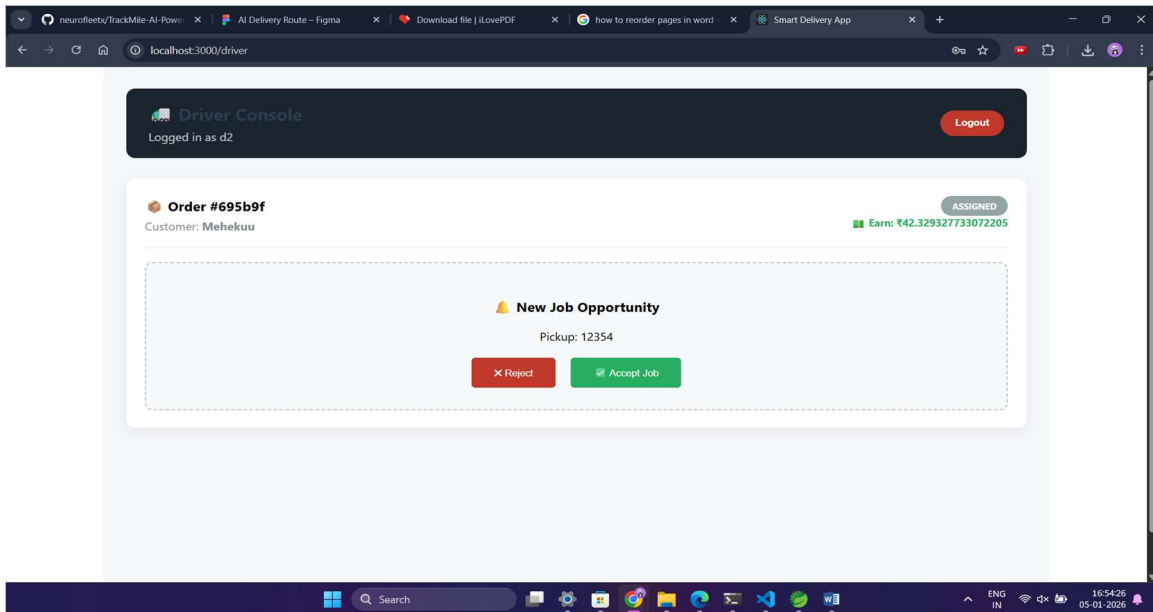 neurofleetx/TrackMile-AI-Powe
AI Delivery Route – Figma
Download file | iLovePDF
how to reorder pages in word -
Smart Delivery App
localhost:3000/driver
Driver Console
Logged in as d2
Logout
Order #695b9f
ASSIGNED
Customer: Mehekuu
Earn: ₹42.329327733072205
New Job Opportunity
Pickup: 12354
Reject
Accept Job
Search
ENG
IN
16:54:26
05-01-2026